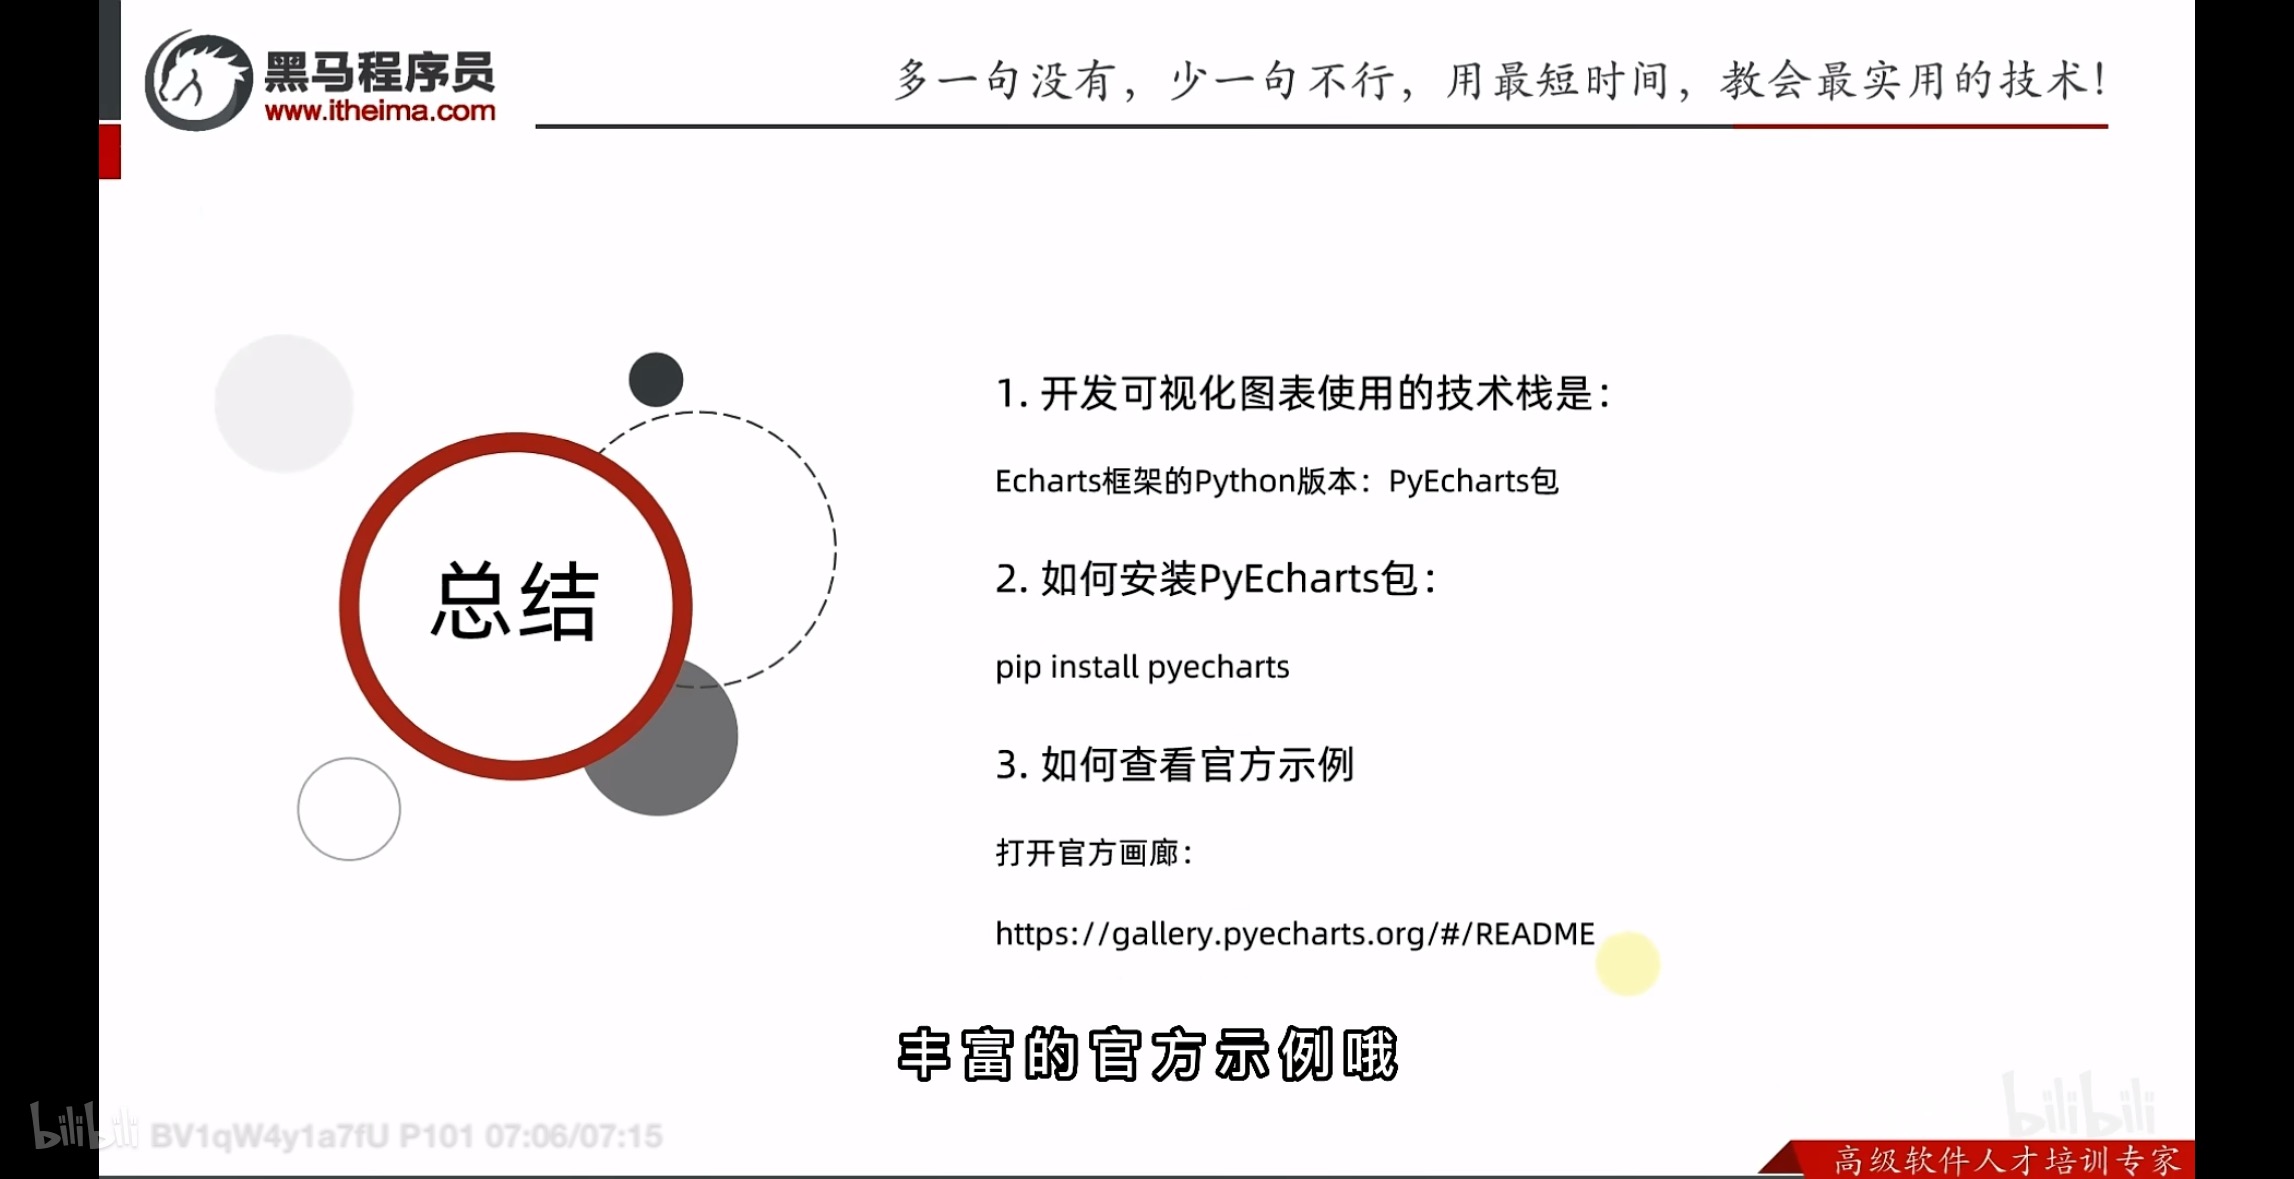 黑马程序员
www.itheima.com
多一句没有，少一句不行，用最短时间，教会最实用的技术！
总结
1. 开发可视化图表使用的技术栈是：
Echarts框架的Python版本：PyEcharts包
2. 如何安装PyEcharts包：
pip install pyecharts
3. 如何查看官方示例
打开官方画廊：
https://gallery.pyecharts.org/#/README
丰富的官方示例哦
bilibili BV1qW4y1a7fU P101 07:06/07:15
bilibili
高级软件人才培训专家